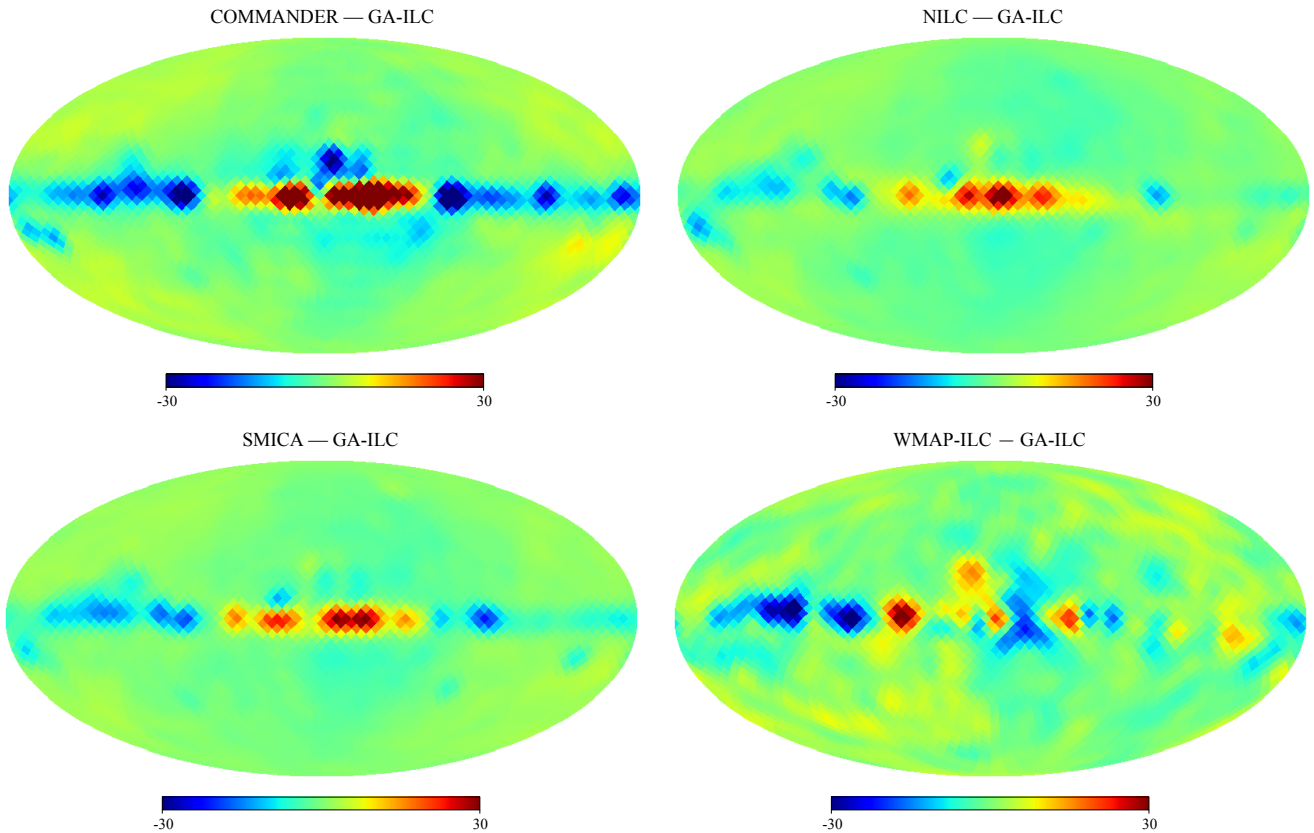 COMMANDER — GA-ILC
NILC — GA-ILC
-30 30
-30 30
SMICA — GA-ILC
WMAP-ILC — GA-ILC
-30 30
-30 30